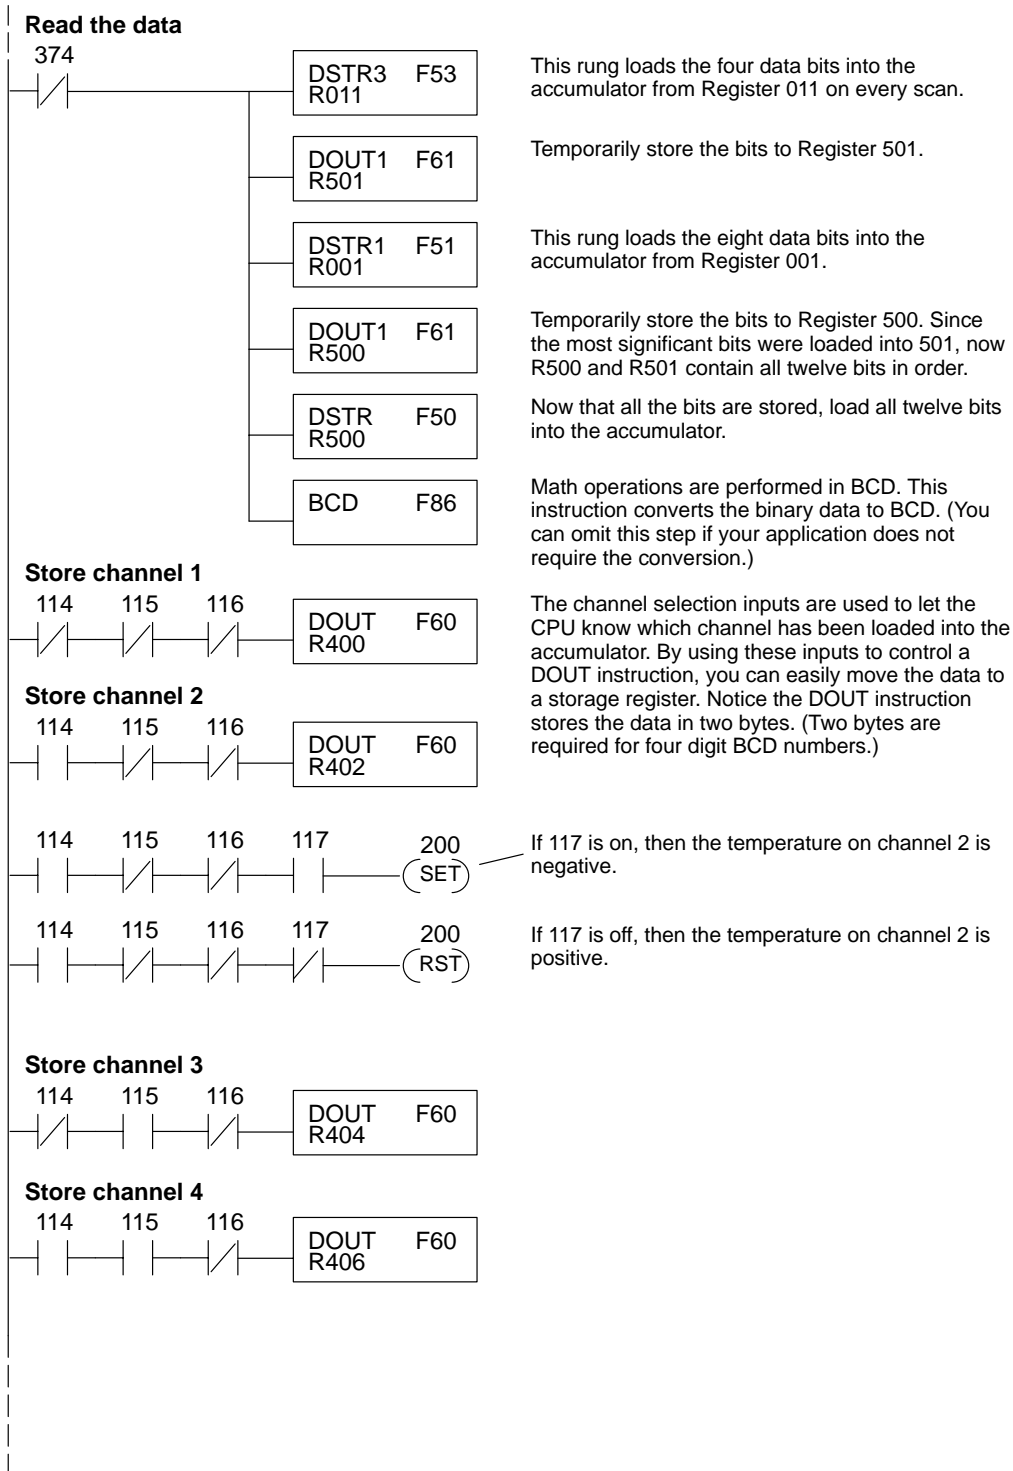 Read the data
374
DSTR3 F53
R011
This rung loads the four data bits into the
accumulator from Register 011 on every scan.
DOUT1 F61
R501
Temporarily store the bits to Register 501.
DSTR1 F51
R001
This rung loads the eight data bits into the
accumulator from Register 001.
DOUT1 F61
R500
Temporarily store the bits to Register 500. Since
the most significant bits were loaded into 501, now
R500 and R501 contain all twelve bits in order.
DSTR F50
R500
Now that all the bits are stored, load all twelve bits
into the accumulator.
BCD F86
Math operations are performed in BCD. This
instruction converts the binary data to BCD. (You
can omit this step if your application does not
require the conversion.)
Store channel 1
114 115 116
DOUT F60
R400
The channel selection inputs are used to let the
CPU know which channel has been loaded into the
accumulator. By using these inputs to control a
DOUT instruction, you can easily move the data to
a storage register. Notice the DOUT instruction
stores the data in two bytes. (Two bytes are
required for four digit BCD numbers.)
Store channel 2
114 115 116
DOUT F60
R402
114 115 116 117 200
SET
If 117 is on, then the temperature on channel 2 is
negative.
114 115 116 117 200
RST
If 117 is off, then the temperature on channel 2 is
positive.
Store channel 3
114 115 116
DOUT F60
R404
Store channel 4
114 115 116
DOUT F60
R406